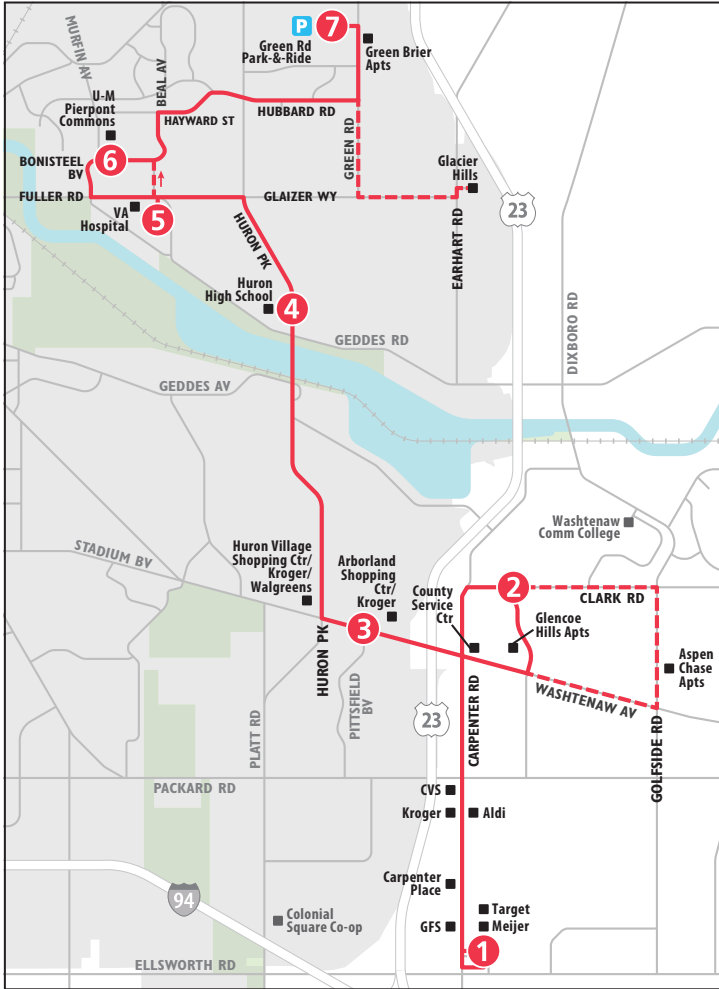 MURFIN AV
BEAL AV
P
7
Green Rd
Park-&-Ride
Green Brier
Apts
U-M
Pierpont
Commons
HAYWARD ST
HUBBARD RD
GREEN RD
6
BONISTEEL
BV
Glacier
Hills
FULLER RD
GLAIZER WY
23
VA
Hospital
5
HURON PK
EARHART RD
Huron
High School
4
GEDDES RD
DIXBORO RD
GEDDES AV
Washtenaw
Comm College
STADIUM BV
Huron Village
Shopping Ctr/
Kroger/
Walgreens
Arborland
Shopping
Ctr/
Kroger
2
CLARK RD
County
Service
Ctr
Glencoe
Hills Apts
3
Aspen
Chase
Apts
HURON PK
PITTSFIELD
BV
CARPENTER RD
WASHTENAW AV
23
PLATT RD
GOLFSIDE RD
PACKARD RD
CVS
Kroger
Aldi
Carpenter
Place
94
Target
Colonial
Square Co-op
GFS
Meijer
1
ELLSWORTH RD